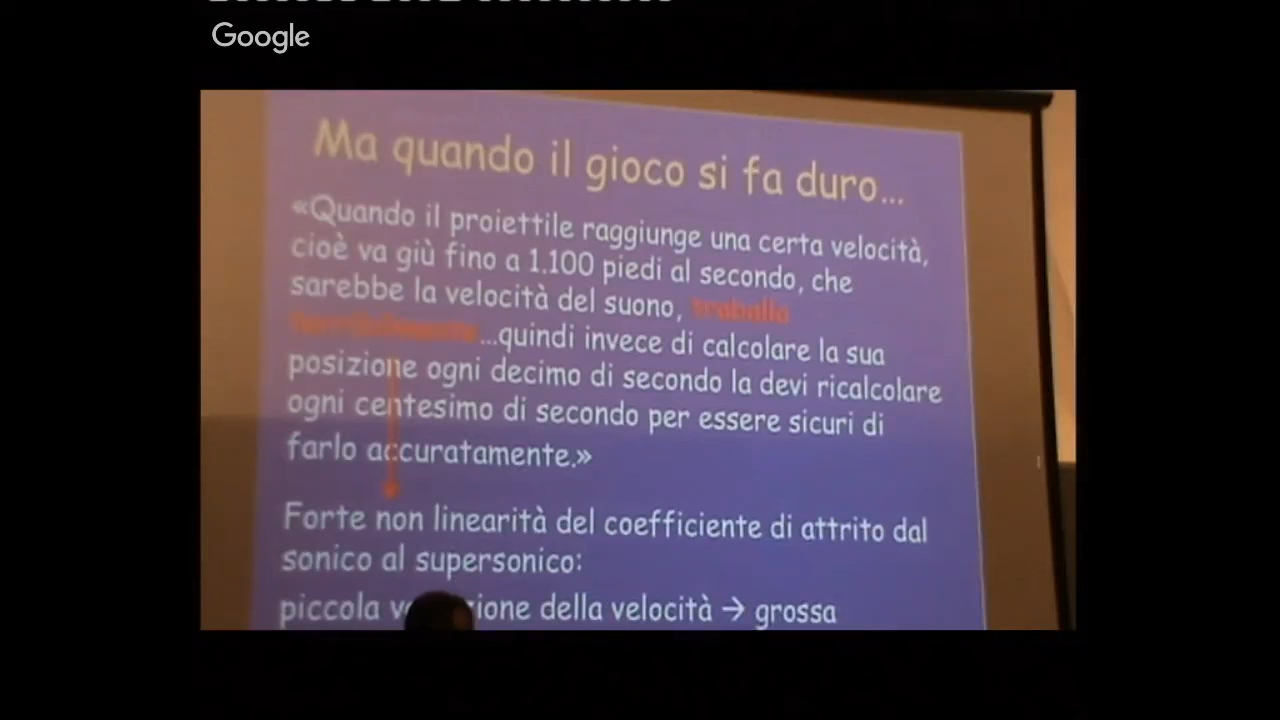 Google
Ma quando il gioco si fa duro...
«Quando il proiettile raggiunge una certa velocità,
cioè va giù fino a 1.100 piedi al secondo, che
sarebbe la velocità del suono, traballa
...quindi invece di calcolare la sua
posizione ogni decimo di secondo la devi ricalcolare
ogni centesimo di secondo per essere sicuri di
farlo accuratamente.»
Forte non linearità del coefficiente di attrito dal
sonico al supersonico:
piccola della velocità → grossa